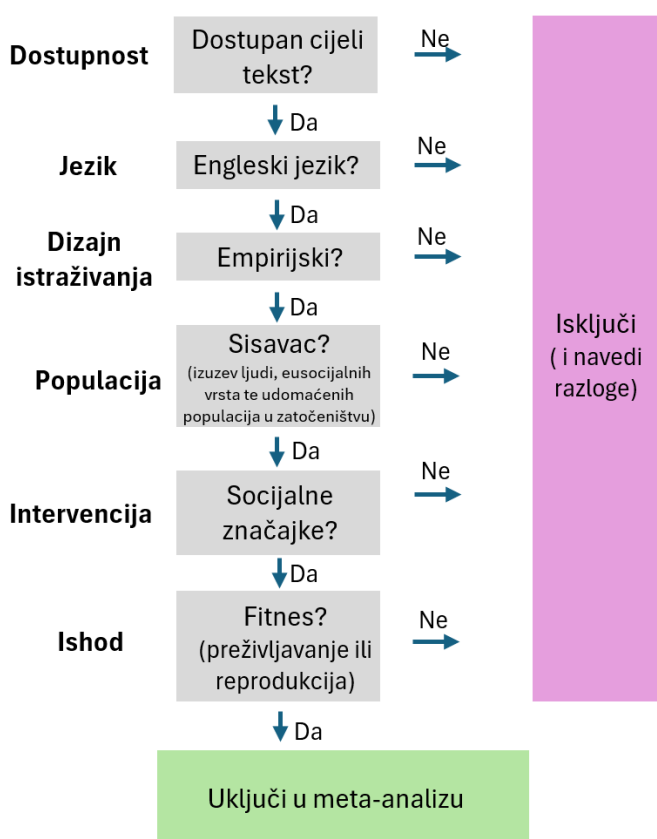 Dostupnost
Dostupan cijeli
tekst?
Ne
Da
Jezik
Engleski jezik?
Ne
Da
Dizajn
istraživanja
Empirijski?
Ne
Da
Populacija
Sisavac?
(izuzev ljudi, eusocijalnih
vrsta te udomaćenih
populacija u zatočeništvu)
Ne
Da
Intervencija
Socijalne
značajke?
Ne
Da
Ishod
Fitnes?
(preživljavanje ili
reprodukcija)
Ne
Da
Isključi
( i navedi
razloge)
Uključi u meta-analizu